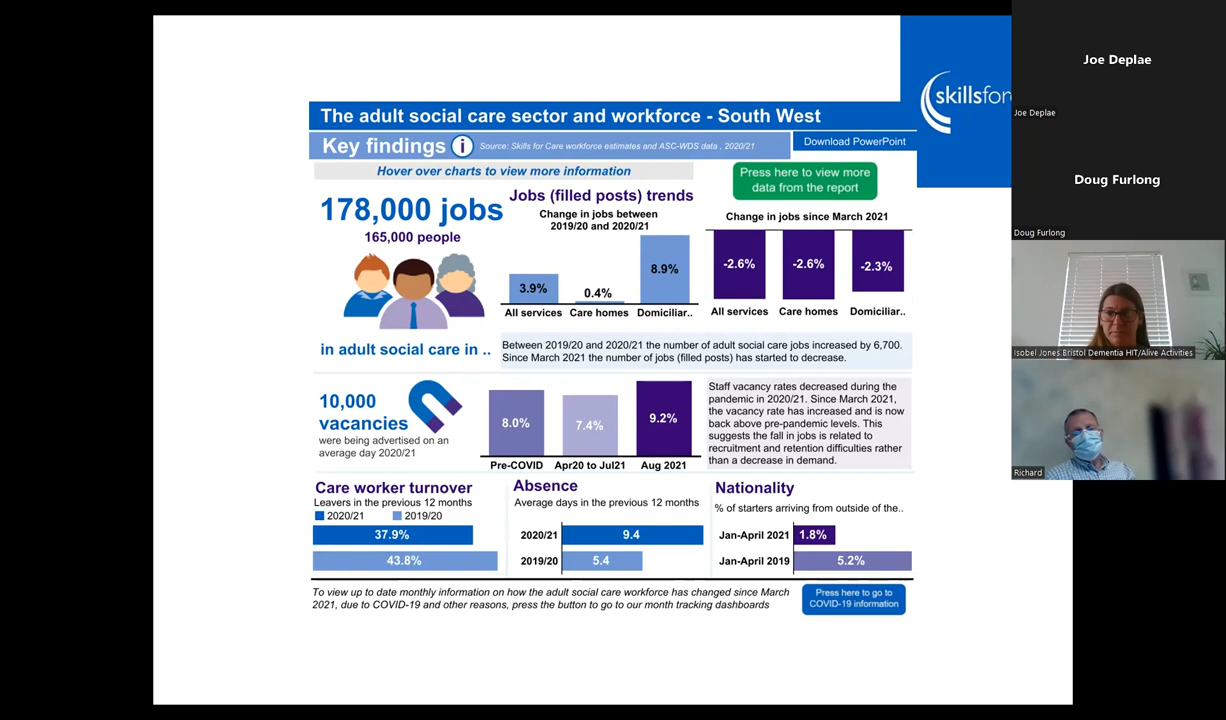 The adult social care sector and workforce - South West
Key findings i Source: Skills for Care workforce estimates and ASC-WDS data , 2020/21
Download PowerPoint
skillsfor
Hover over charts to view more information
Press here to view more
data from the report
178,000 jobs
165,000 people
in adult social care in ..
Jobs (filled posts) trends
Change in jobs between
2019/20 and 2020/21
3.9%
0.4%
8.9%
All services Care homes Domiciliar..
Change in jobs since March 2021
-2.6%
-2.6%
-2.3%
All services Care homes Domiciliar..
Between 2019/20 and 2020/21 the number of adult social care jobs increased by 6,700.
Since March 2021 the number of jobs (filled posts) has started to decrease.
10,000
vacancies
were being advertised on an
average day 2020/21
8.0%
7.4%
9.2%
Pre-COVID Apr20 to Jul21 Aug 2021
Staff vacancy rates decreased during the
pandemic in 2020/21. Since March 2021,
the vacancy rate has increased and is now
back above pre-pandemic levels. This
suggests the fall in jobs is related to
recruitment and retention difficulties rather
than a decrease in demand.
Care worker turnover
Leavers in the previous 12 months
2020/21 2019/20
37.9%
43.8%
Absence
Average days in the previous 12 months
2020/21 9.4
2019/20 5.4
Nationality
% of starters arriving from outside of the..
Jan-April 2021 1.8%
Jan-April 2019 5.2%
To view up to date monthly information on how the adult social care workforce has changed since March
2021, due to COVID-19 and other reasons, press the button to go to our month tracking dashboards
Press here to go to
COVID-19 information
Joe Deplae
Joe Deplae
Doug Furlong
Doug Furlong
Isobel Jones Bristol Dementia HIT/Alive Activities
Richard